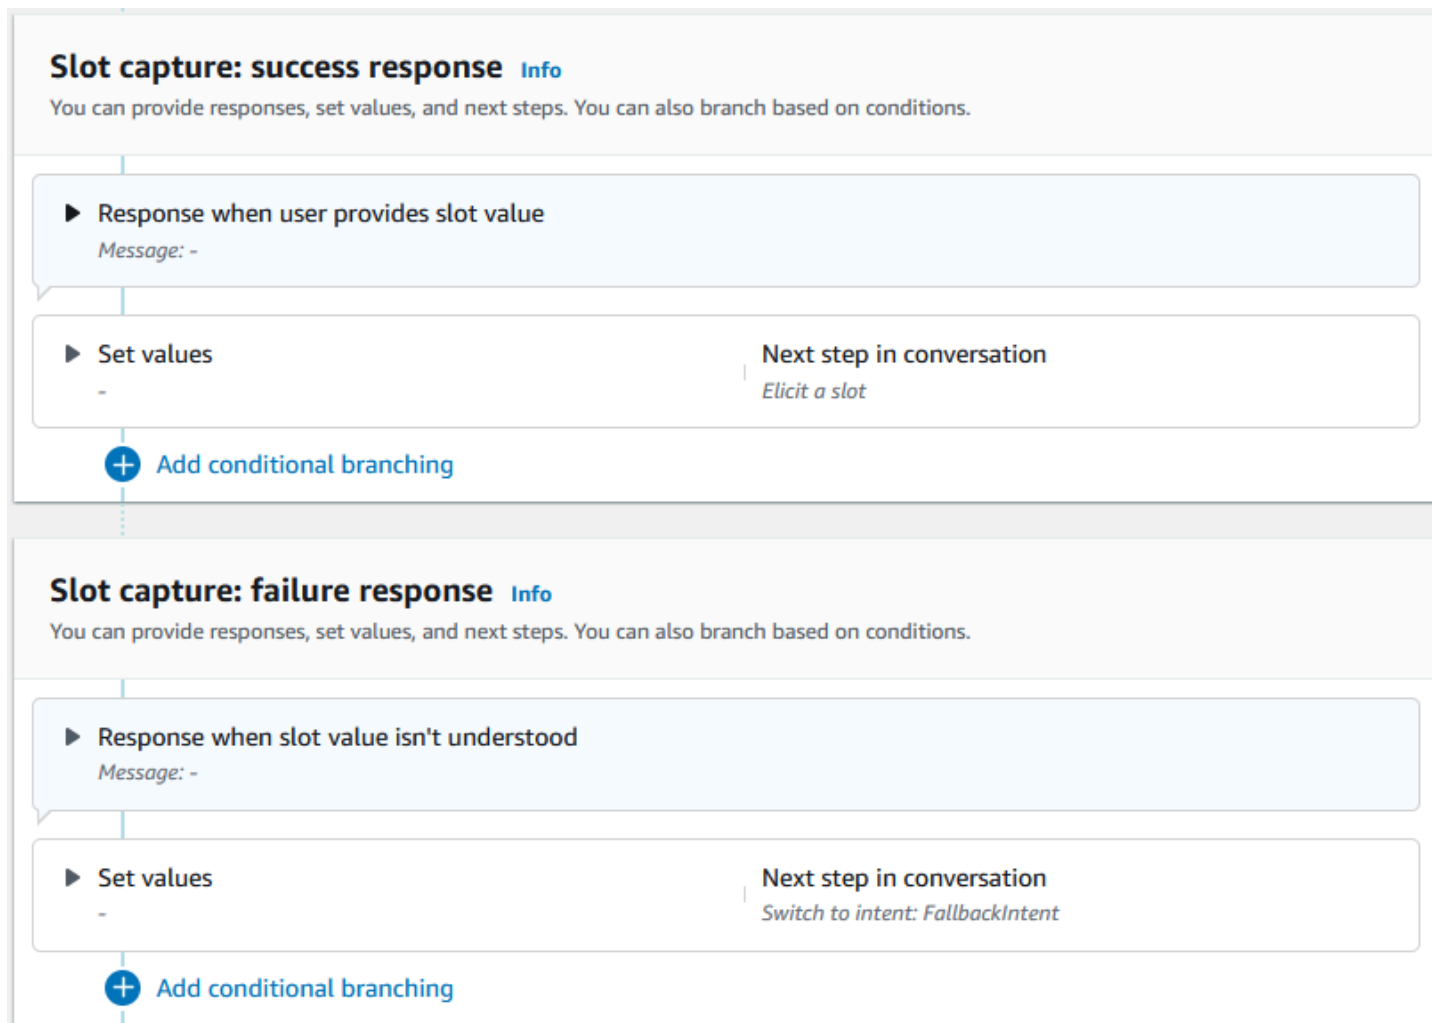 Slot capture: success response Info
You can provide responses, set values, and next steps. You can also branch based on conditions.
Response when user provides slot value
Message: -
Set values
-
Next step in conversation
Elicit a slot
Add conditional branching
Slot capture: failure response Info
You can provide responses, set values, and next steps. You can also branch based on conditions.
Response when slot value isn't understood
Message: -
Set values
-
Next step in conversation
Switch to intent: FallbackIntent
Add conditional branching